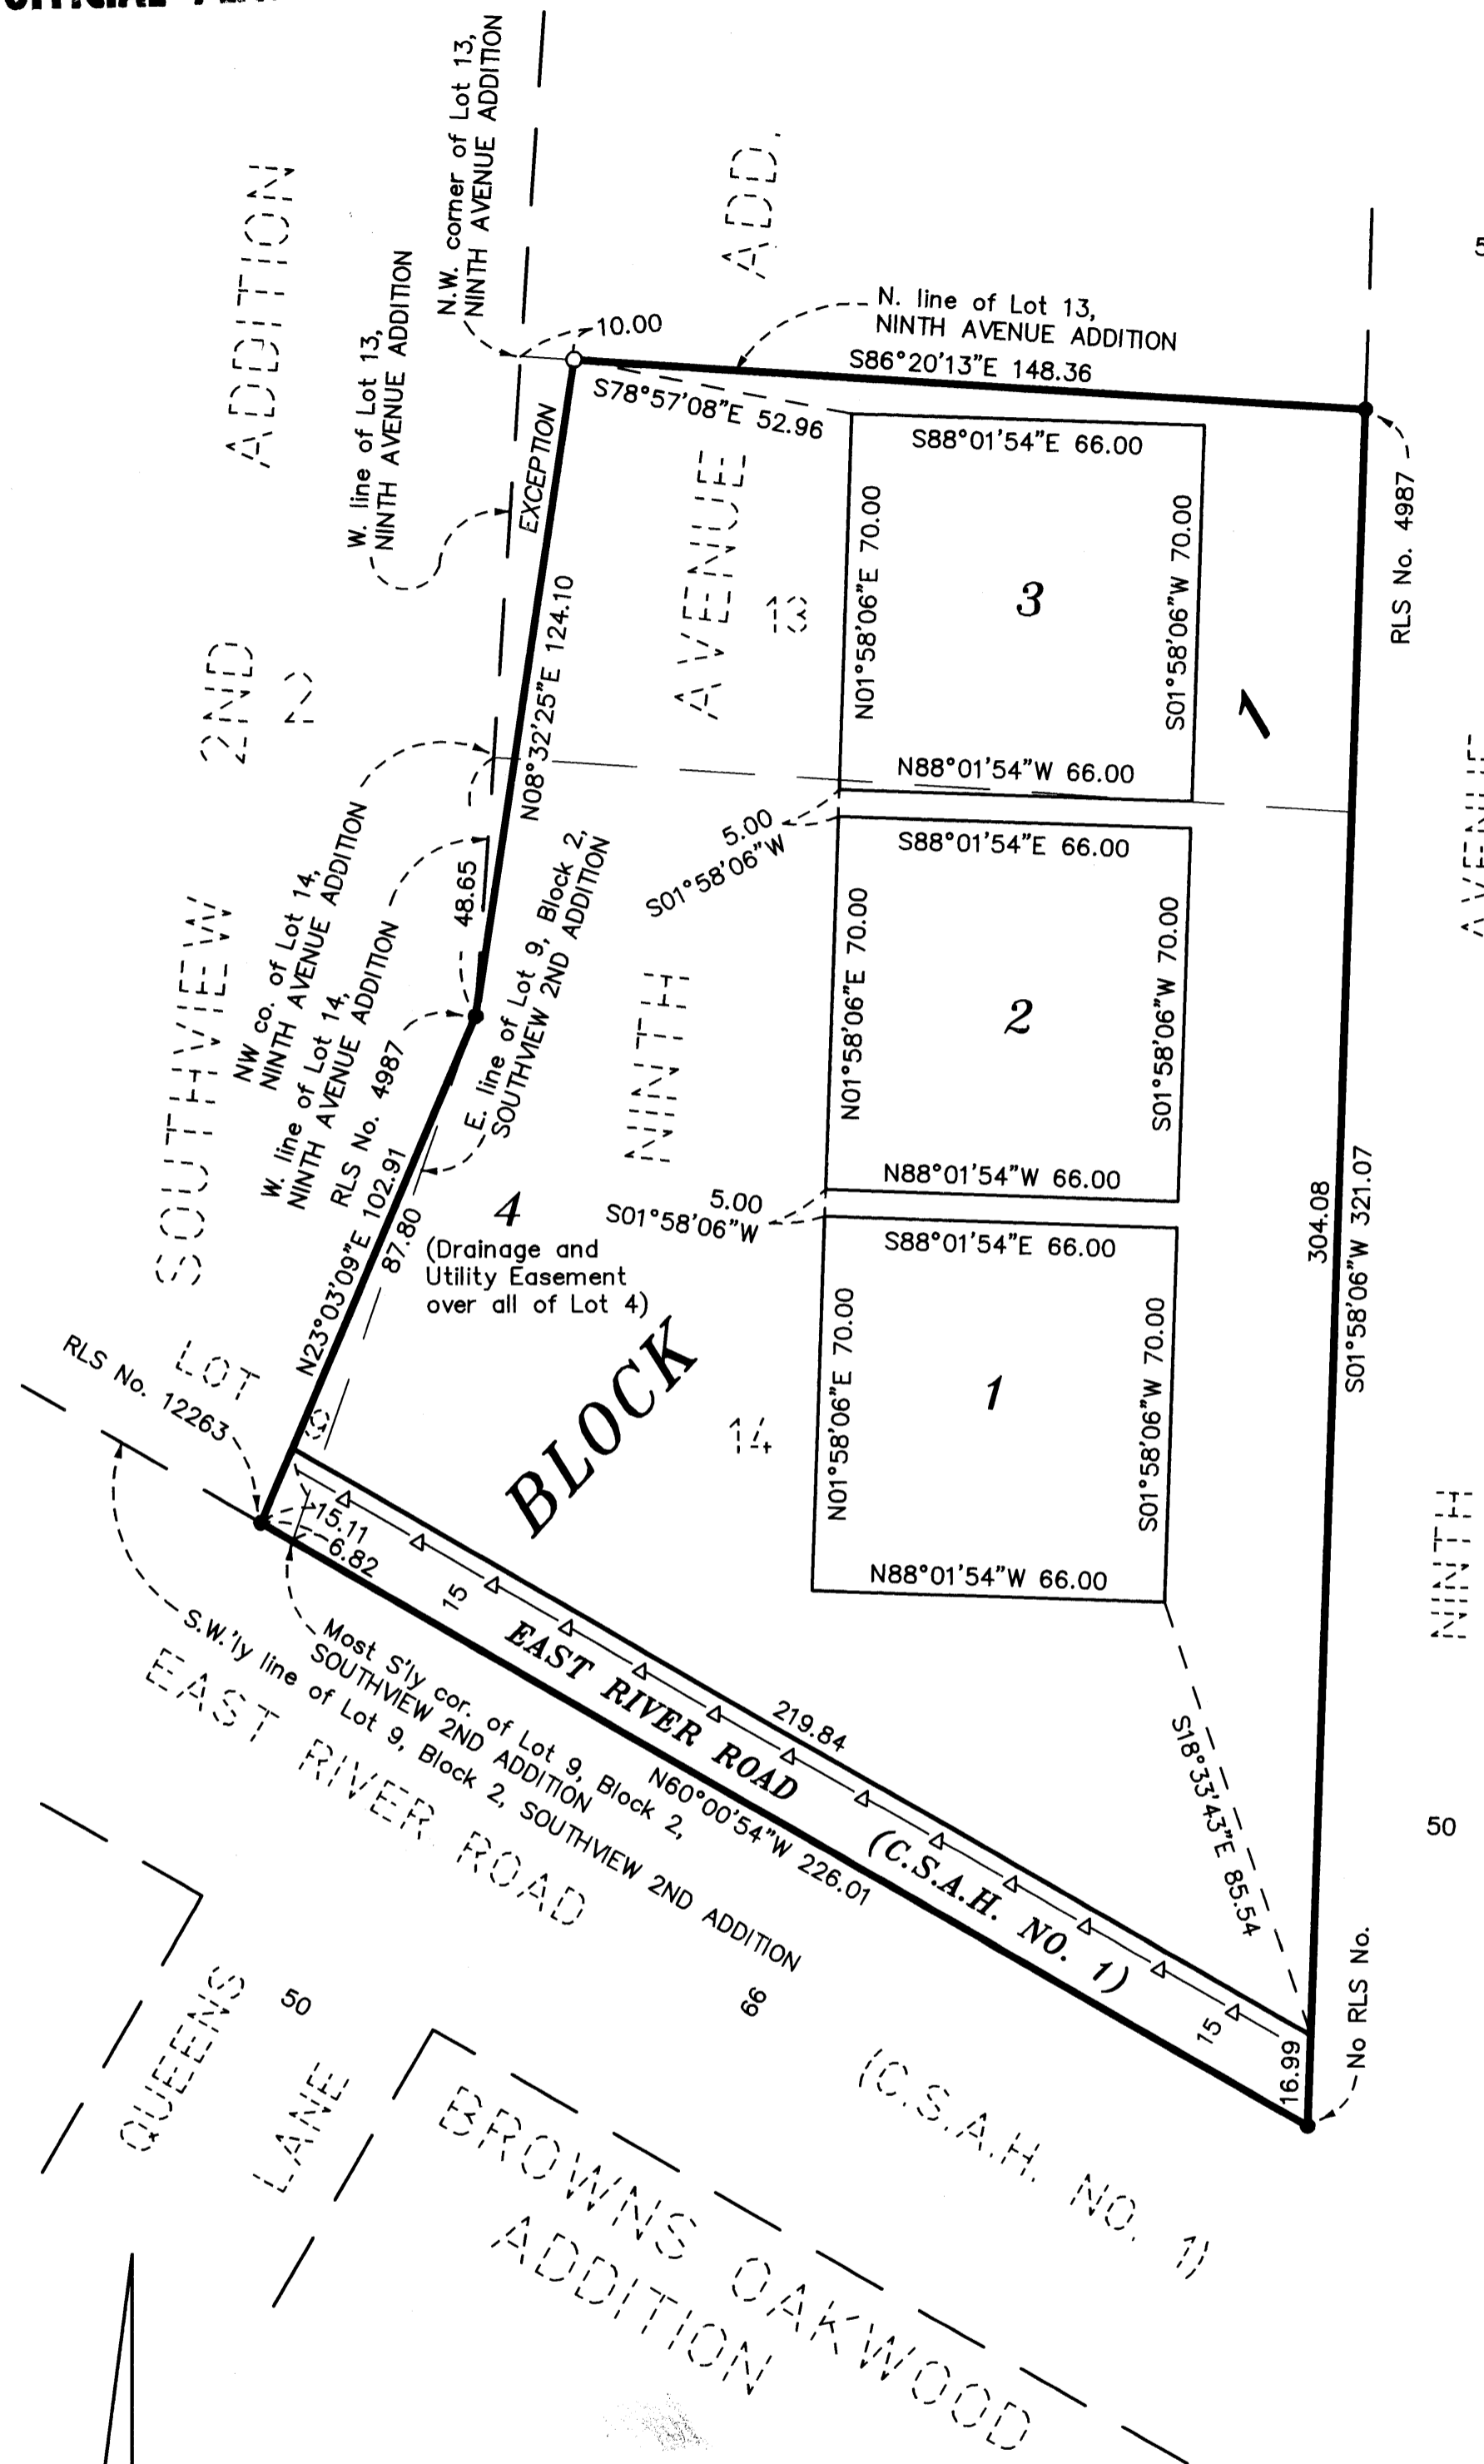 OFFICIAL
N.W. corner of Lot 13,
NINTH AVENUE ADDITION
W. line of Lot 13,
NINTH AVENUE ADDITION
ADDITION
ADD.
10.00
N. line of Lot 13,
NINTH AVENUE ADDITION
S86°20'13"E 148.36
S78°57'08"E 52.96
EXCEPTION
RLS No. 4987
S88°01'54"E 66.00
N01°58'06"E 70.00
3
S01°58'06"W 70.00
N88°01'54"W 66.00
AVENUE
13
N08°32'25"E 124.10
2ND
2
1
5.00
S01°58'06"W
48.65
NW co. of Lot 14,
NINTH AVENUE ADDITION
W. line of Lot 14,
NINTH AVENUE ADDITION
RLS No. 4987
E. line of Lot 9, Block 2,
SOUTHVIEW 2ND ADDITION
SOUTHVIEW
S88°01'54"E 66.00
N01°58'06"E 70.00
2
S01°58'06"W 70.00
N88°01'54"W 66.00
NINTH
5.00
S01°58'06"W
N23°03'09"E 102.91
87.80
4
(Drainage and
Utility Easement
over all of Lot 4)
304.08
S01°58'06"W 321.07
S88°01'54"E 66.00
N01°58'06"E 70.00
1
S01°58'06"W 70.00
N88°01'54"W 66.00
BLOCK
14
LOT
9
RLS No. 12263
15.11
6.82
15
EAST RIVER ROAD (C.S.A.H. NO. 1)
219.84
N60°00'54"W 226.01
Most S'ly cor. of Lot 9, Block 2,
SOUTHVIEW 2ND ADDITION
S.W.'ly line of Lot 9, Block 2, SOUTHVIEW 2ND ADDITION
EAST RIVER ROAD
S18°33'43"E 85.54
15
16.99
No RLS No.
AVENUE
NINTH
50
50
66
QUEENS
LANE
(C.S.A.H. NO. 1)
BROWNS OAKWOOD
ADDITION